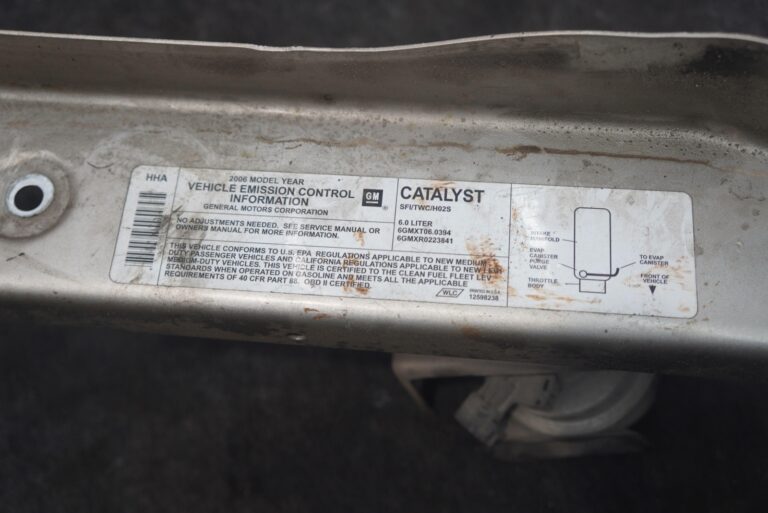 HHA
2006 MODEL YEAR
VEHICLE EMISSION CONTROL
INFORMATION
GENERAL MOTORS CORPORATION
GM
NO ADJUSTMENTS NEEDED. SEE SERVICE MANUAL OR
OWNERS MANUAL FOR MORE INFORMATION.
CATALYST
SFI/TWC/HO2S
6.0 LITER
6GMXT06.0394
6GMXR0223841
THIS VEHICLE CONFORMS TO U.S. EPA REGULATIONS APPLICABLE TO NEW MEDIUM-
DUTY PASSENGER VEHICLES AND CALIFORNIA REGULATIONS APPLICABLE TO NEW
MEDIUM-DUTY VEHICLES. THIS VEHICLE IS CERTIFIED TO THE CLEAN FUEL FLEET LEV
STANDARDS WHEN OPERATED ON GASOLINE AND MEETS ALL THE APPLICABLE
REQUIREMENTS OF 40 CFR PART 88. OBD II CERTIFIED.
WLC
PRINTED IN U.S.A.
12598238
INTAKE
MANIFOLD
EVAP
CANISTER
PURGE
VALVE
THROTTLE
BODY
TO EVAP
CANISTER
FRONT OF
VEHICLE